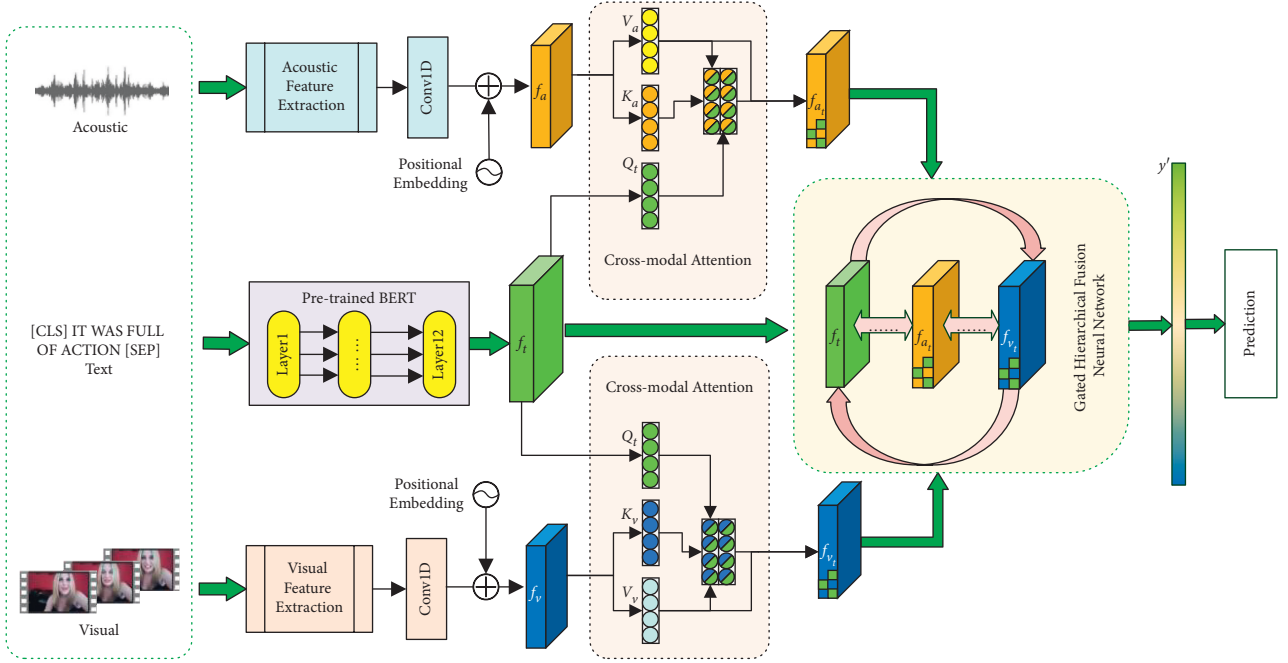 Acoustic
Acoustic
Feature
Extraction
Conv1D
Positional
Embedding
f_a
V_a
K_a
Q_t
Cross-modal Attention
f_{a_t}
[CLS] IT WAS FULL
OF ACTION [SEP]
Text
Pre-trained BERT
Layer1
... ...
Layer12
f_t
Visual
Visual
Feature
Extraction
Conv1D
Positional
Embedding
f_v
Cross-modal Attention
Q_t
K_v
V_v
f_{v_t}
f_t
......
f_{a_t}
......
f_{v_t}
Gated Hierarchical Fusion
Neural Network
y'
Prediction